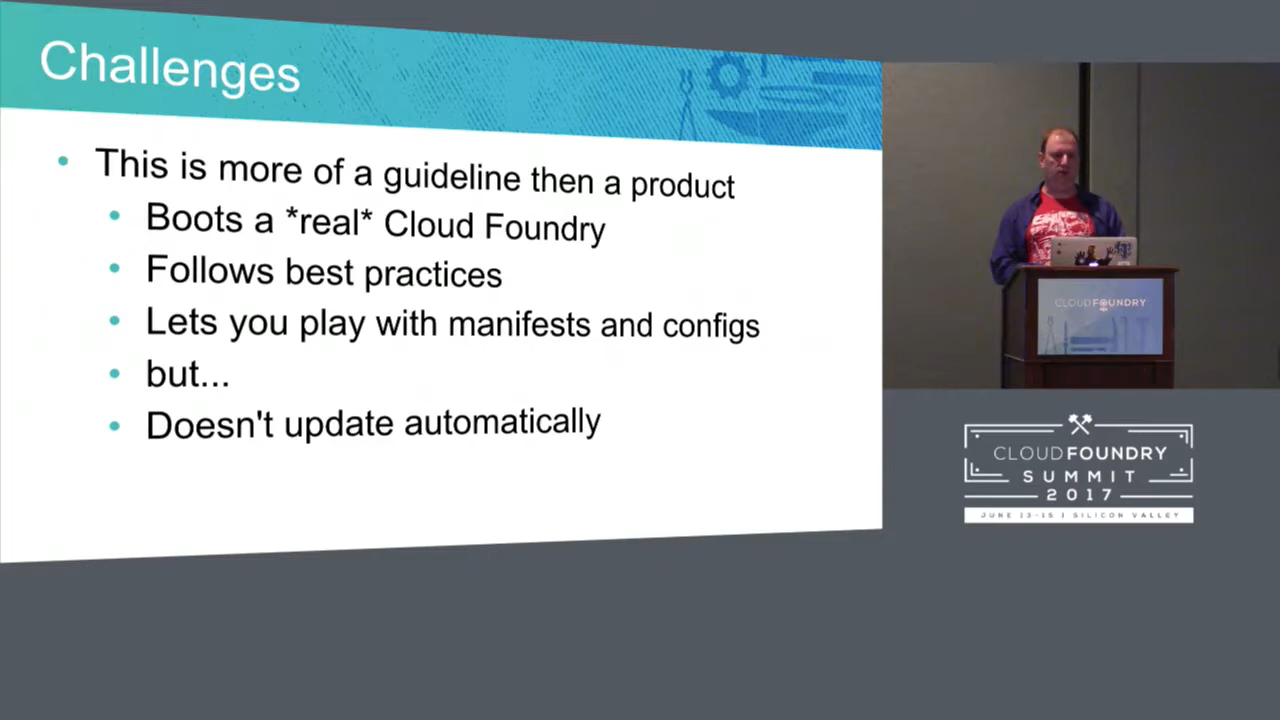 Challenges
This is more of a guideline then a product
Boots a *real* Cloud Foundry
Follows best practices
Lets you play with manifests and configs
but...
Doesn't update automatically
CLOUDFOUNDRY
CLOUDFOUNDRY
SUMMIT
2017
JUNE 13-15 | SILICON VALLEY